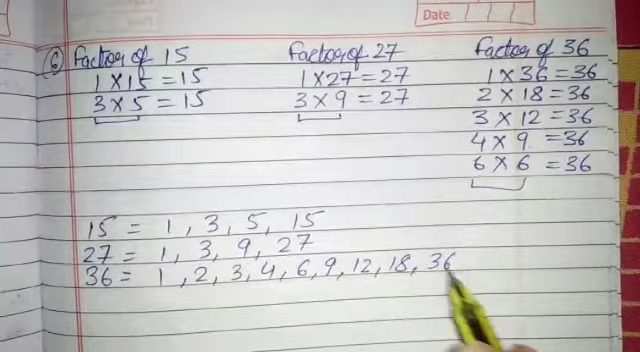 Date
6 Factor of 15 Factor of 27 Factor of 36
1 × 15 = 15 1 × 27 = 27 1 × 36 = 36
3 × 5 = 15 3 × 9 = 27 2 × 18 = 36
3 × 12 = 36
4 × 9 = 36
6 × 6 = 36
15 = 1, 3, 5, 15
27 = 1, 3, 9, 27
36 = 1, 2, 3, 4, 6, 9, 12, 18, 36